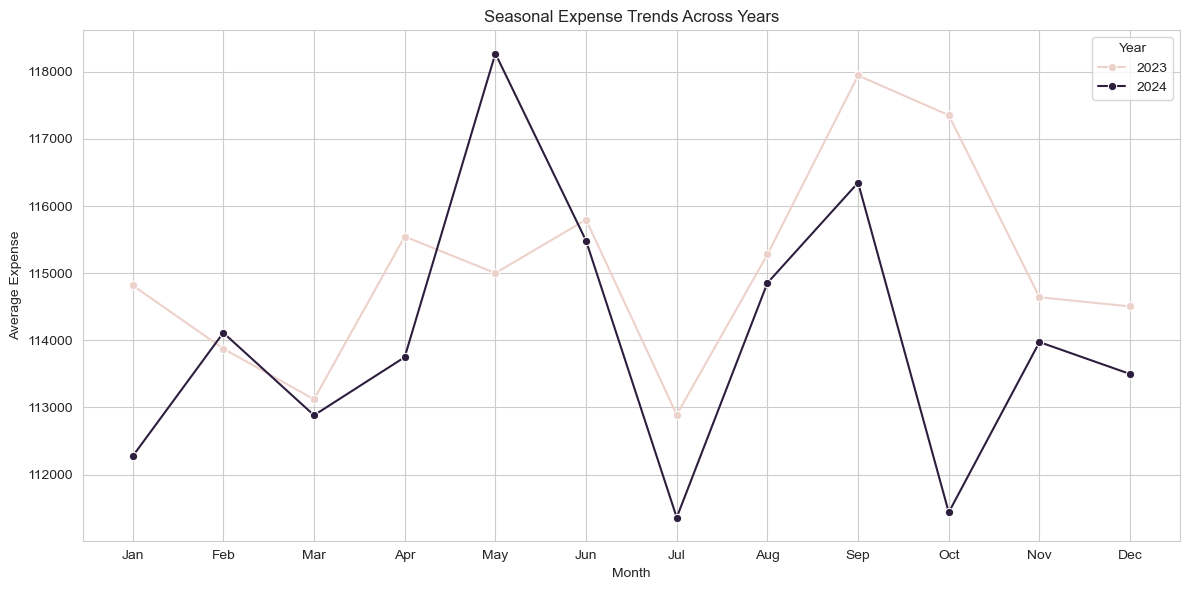 Seasonal Expense Trends Across Years
Year
2023
2024
118000
117000
116000
115000
114000
113000
112000
Average Expense
Jan Feb Mar Apr May Jun Jul Aug Sep Oct Nov Dec
Month